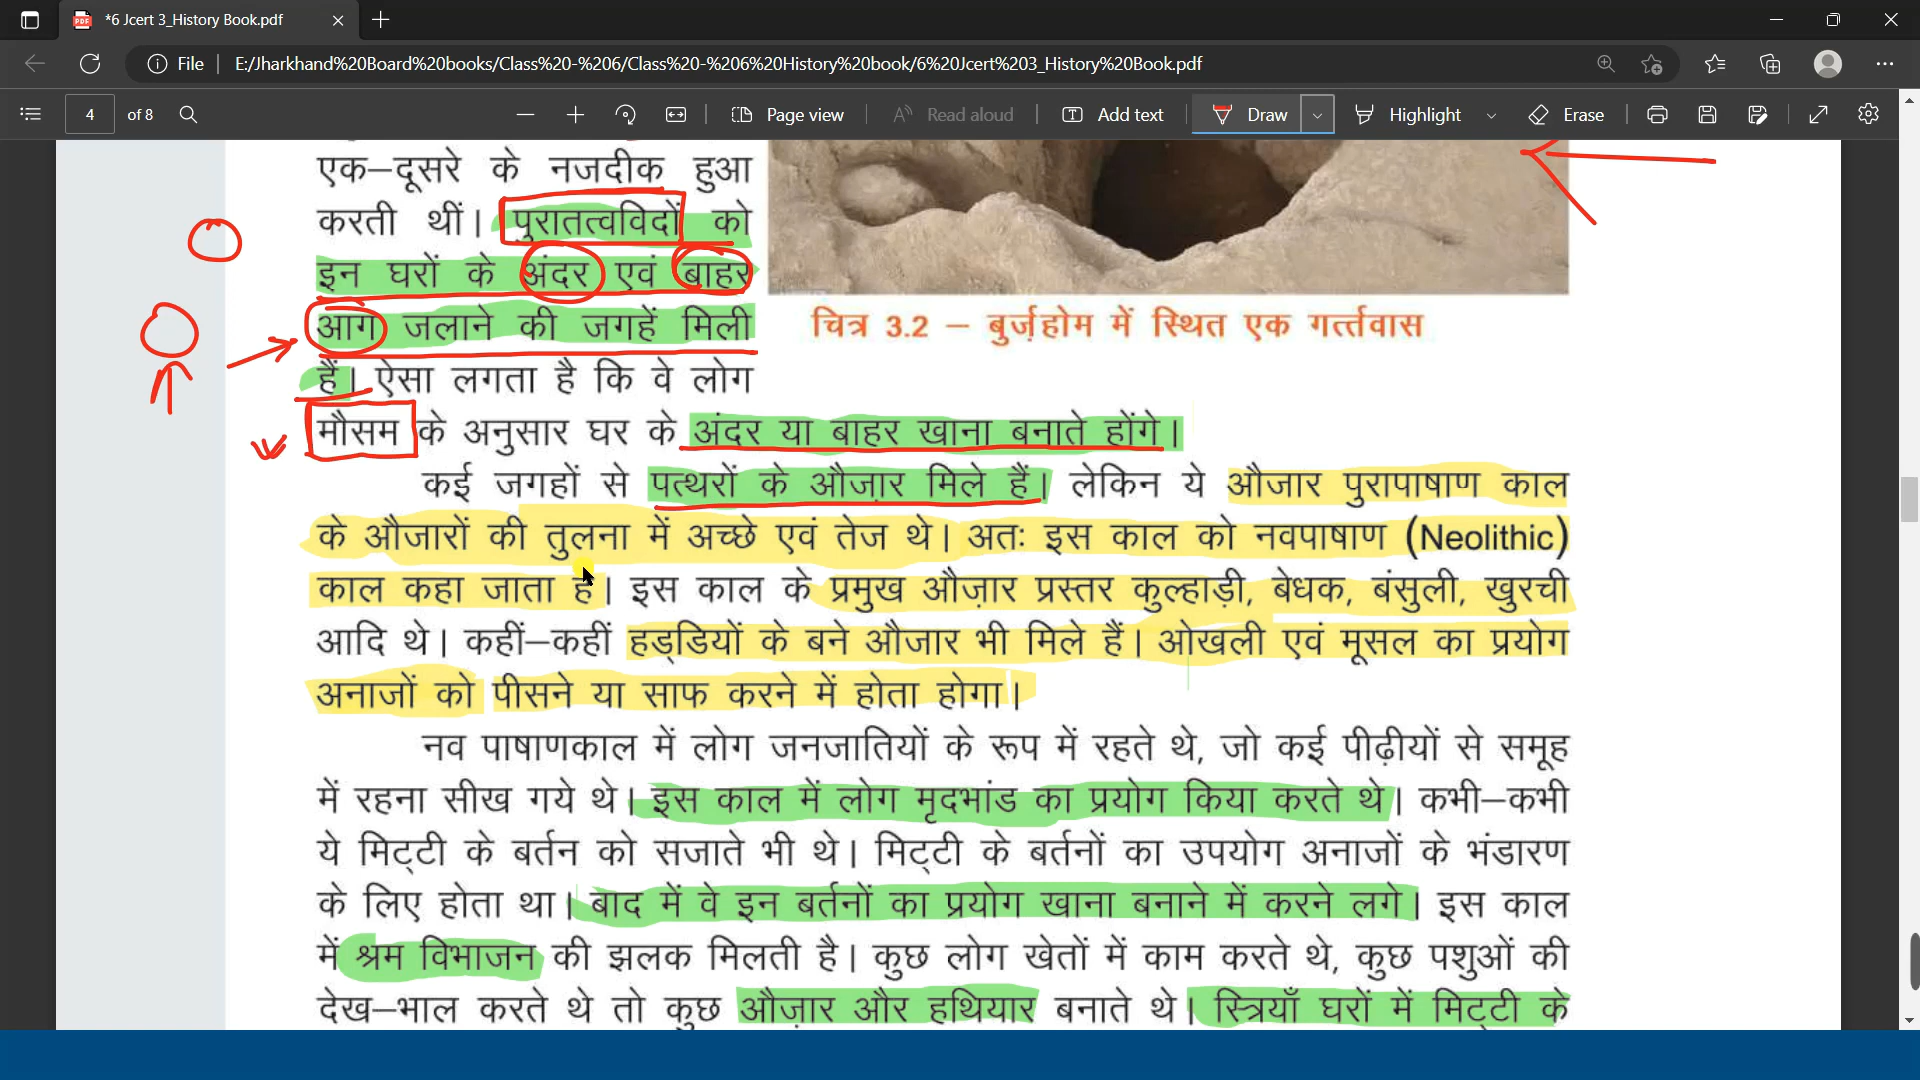 *6 Jcert 3_History Book.pdf
File
E:/Jharkhand%20Board%20books/Class%20-%206/Class%20-%206%20History%20book/6%20Jcert%203_History%20Book.pdf
4 of 8
Page view
Read aloud
Add text
Draw
Highlight
Erase
एक–दूसरे के नजदीक हुआ
करती थीं। पुरातत्वविदों को
इन घरों के अंदर एवं बाहर
आग जलाने की जगहें मिली
हैं। ऐसा लगता है कि वे लोग
चित्र 3.2 – बुर्ज़होम में स्थित एक गर्त्तवास
मौसम के अनुसार घर के अंदर या बाहर खाना बनाते होंगे।
कई जगहों से पत्थरों के औज़ार मिले हैं। लेकिन ये औजार पुरापाषाण काल
के औजारों की तुलना में अच्छे एवं तेज थे। अतः इस काल को नवपाषाण (Neolithic)
काल कहा जाता है। इस काल के प्रमुख औज़ार प्रस्तर कुल्हाड़ी, बेधक, बंसुली, खुरची
आदि थे। कहीं–कहीं हड्डियों के बने औजार भी मिले हैं। ओखली एवं मूसल का प्रयोग
अनाजों को पीसने या साफ करने में होता होगा।
नव पाषाणकाल में लोग जनजातियों के रूप में रहते थे, जो कई पीढ़ीयों से समूह
में रहना सीख गये थे। इस काल में लोग मृदभांड का प्रयोग किया करते थे। कभी–कभी
ये मिट्टी के बर्तन को सजाते भी थे। मिट्टी के बर्तनों का उपयोग अनाजों के भंडारण
के लिए होता था। बाद में वे इन बर्तनों का प्रयोग खाना बनाने में करने लगे। इस काल
में श्रम विभाजन की झलक मिलती है। कुछ लोग खेतों में काम करते थे, कुछ पशुओं की
देख–भाल करते थे तो कुछ औज़ार और हथियार बनाते थे। स्त्रियाँ घरों में मिट्टी के